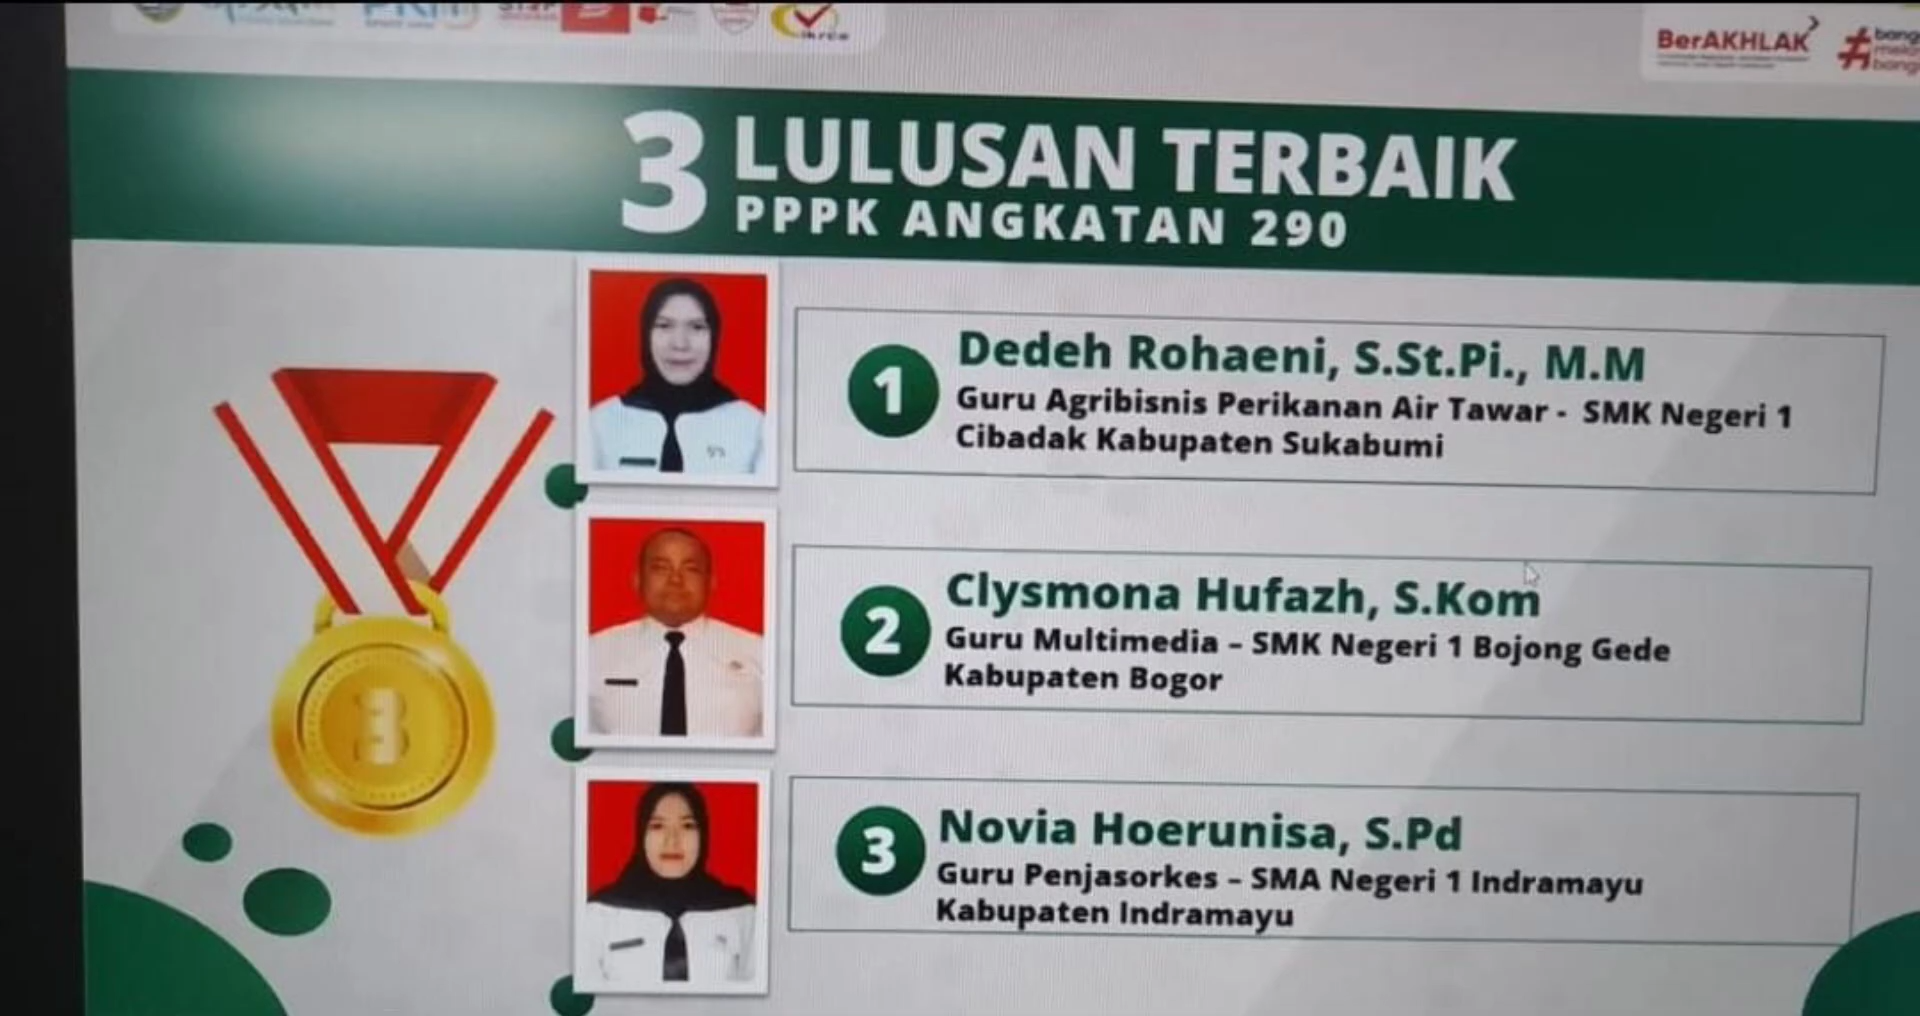 BerAKHLAK
3 LULUSAN TERBAIK
PPPK ANGKATAN 290
1 Dedeh Rohaeni, S.St.Pi., M.M
Guru Agribisnis Perikanan Air Tawar - SMK Negeri 1
Cibadak Kabupaten Sukabumi
2 Clysmona Hufazh, S.Kom
Guru Multimedia – SMK Negeri 1 Bojong Gede
Kabupaten Bogor
3 Novia Hoerunisa, S.Pd
Guru Penjasorkes – SMA Negeri 1 Indramayu
Kabupaten Indramayu
3